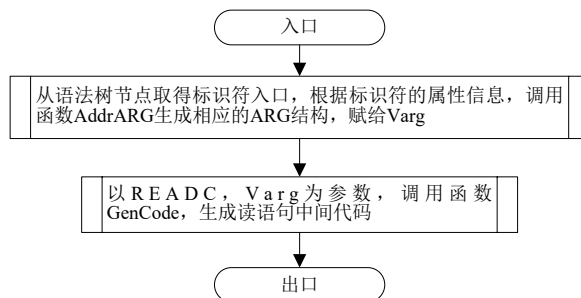 入口
从语法树节点取得标识符入口，根据标识符的属性信息，调用
函数AddrARG生成相应的ARG结构，赋给Varg
以READC，Varg为参数，调用函数
GenCode，生成读语句中间代码
出口